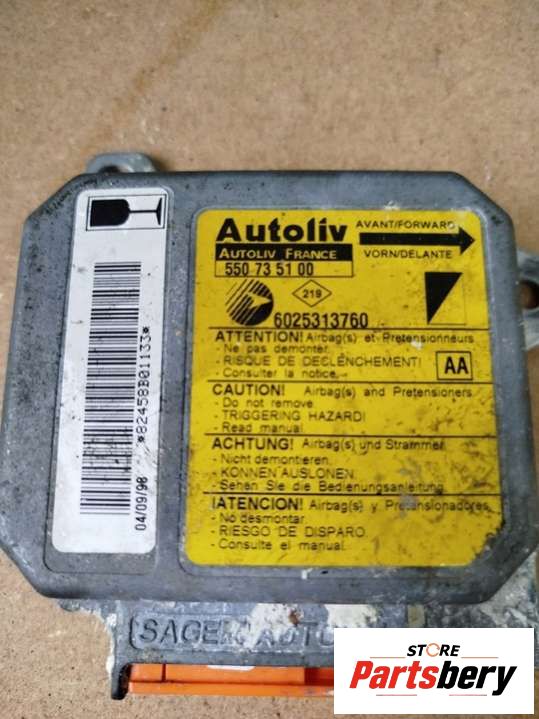 Autoliv
AVANT/FORWARD
AUTOLIV FRANCE
VORN/DELANTE
550 73 51 00
219
6025313760
ATTENTION! Airbag(s) et Pretensionneurs
- Ne pas demonter.
- RISQUE DE DECLENCHEMENT!
- Consulter la notice.
AA
CAUTION! Airbag(s) and Pretensioners.
- Do not remove.
- TRIGGERING HAZARD!
- Read manual.
ACHTUNG! Airbag(s) und Strammer.
- Nicht demontieren.
- KONNEN AUSLOSEN.
- Sehen Sie die Bedienungsanleitung
!ATENCION! Airbag(s) y Pretensionadores.
- No desmontar.
- RIESGO DE DISPARO.
- Consulte el manual.
*82458B01133*
04/09/98
SAGEM AUTO
STORE
Partsbery